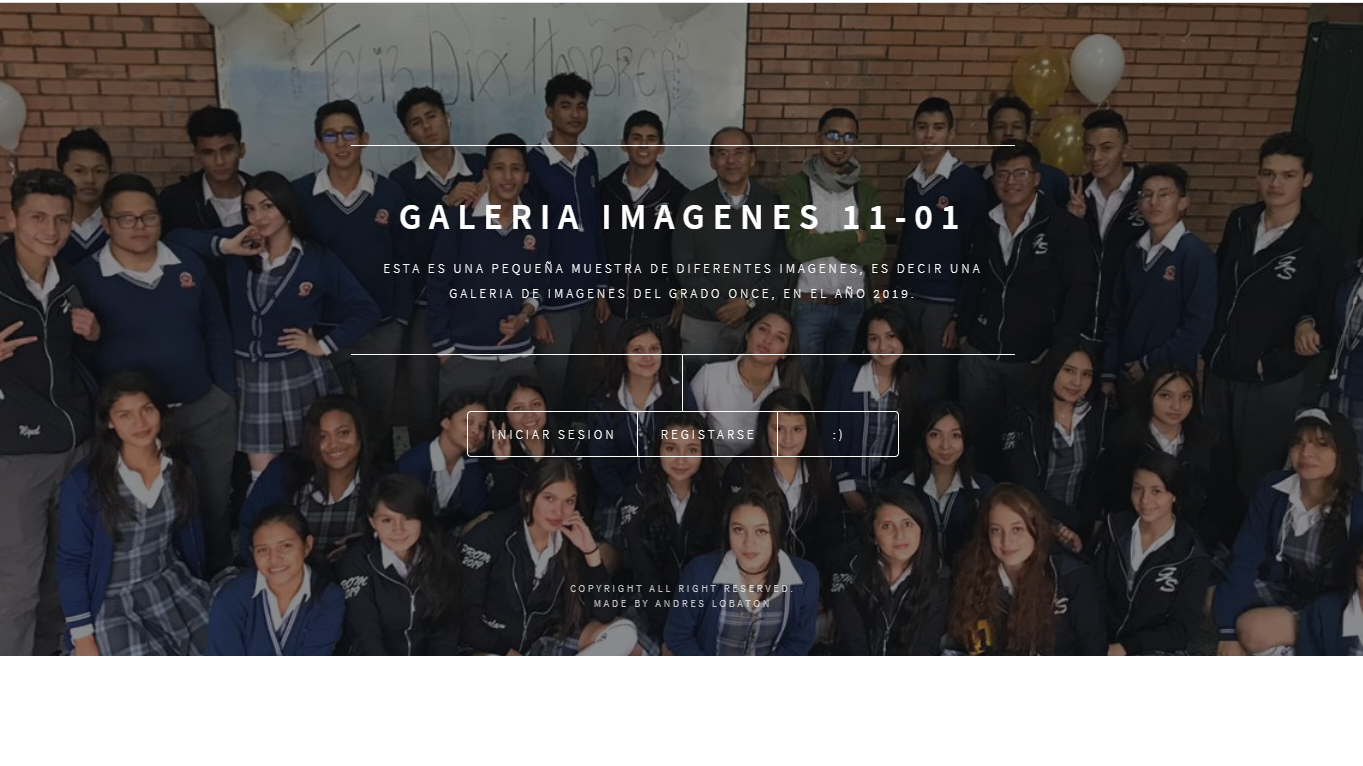 Feliz Dia Hombres
GALERIA IMAGENES 11-01
ESTA ES UNA PEQUEÑA MUESTRA DE DIFERENTES IMAGENES, ES DECIR UNA
GALERIA DE IMAGENES DEL GRADO ONCE, EN EL AÑO 2019.
INICIAR SESION
REGISTARSE
:)
PROM
2019
COPYRIGHT ALL RIGHT RESERVED.
MADE BY ANDRES LOBATON